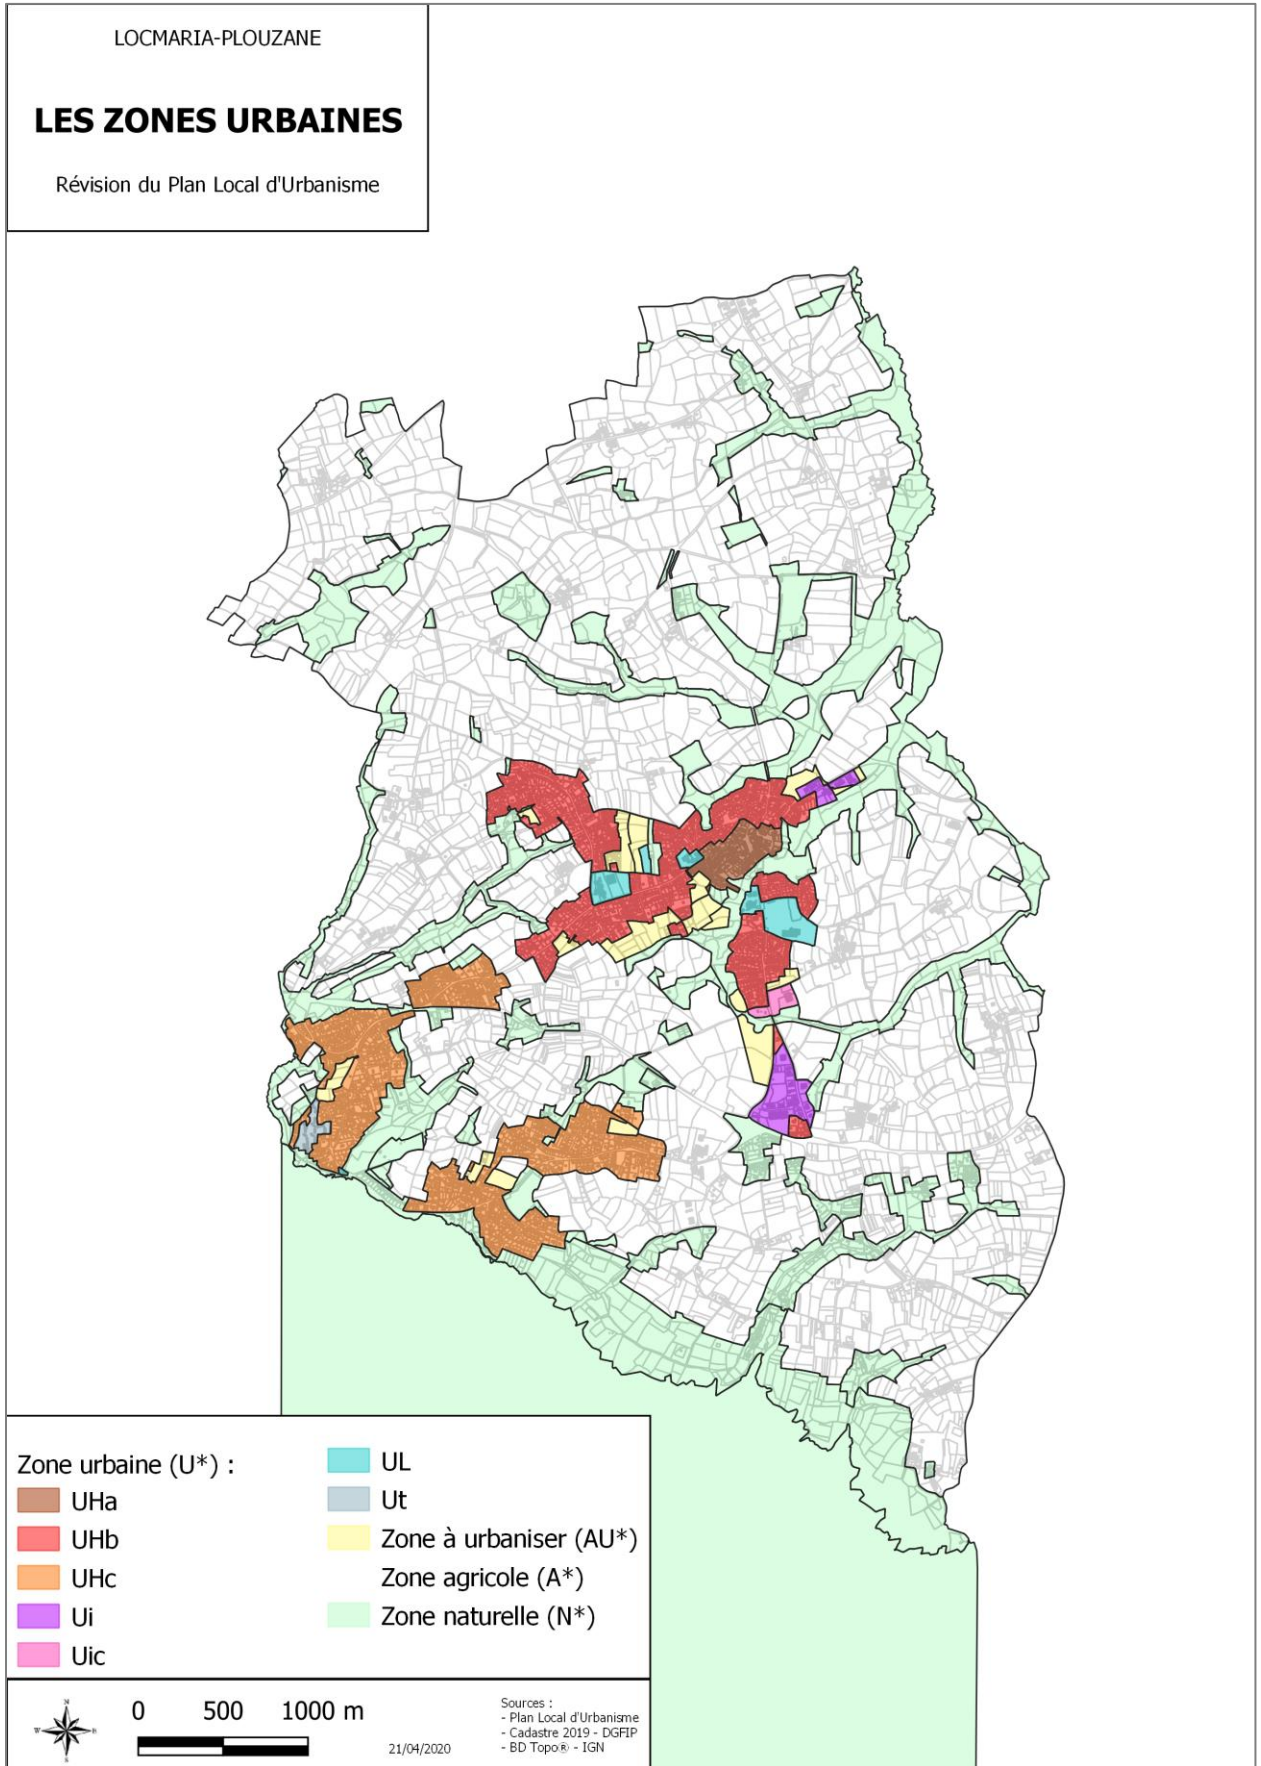 LOCMARIA-PLOUZANE
LES ZONES URBAINES
Révision du Plan Local d'Urbanisme
Zone urbaine (U*) :
UHa
UHb
UHc
Ui
Uic
UL
Ut
Zone à urbaniser (AU*)
Zone agricole (A*)
Zone naturelle (N*)
N
W E
S
0 500 1000 m
21/04/2020
Sources :
- Plan Local d'Urbanisme
- Cadastre 2019 - DGFIP
- BD Topo® - IGN